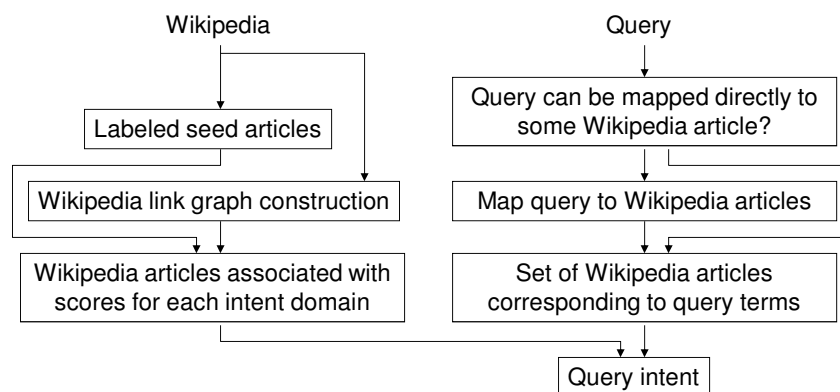 Wikipedia
Labeled seed articles
Wikipedia link graph construction
Wikipedia articles associated with
scores for each intent domain
Query
Query can be mapped directly to
some Wikipedia article?
Map query to Wikipedia articles
Set of Wikipedia articles
corresponding to query terms
Query intent